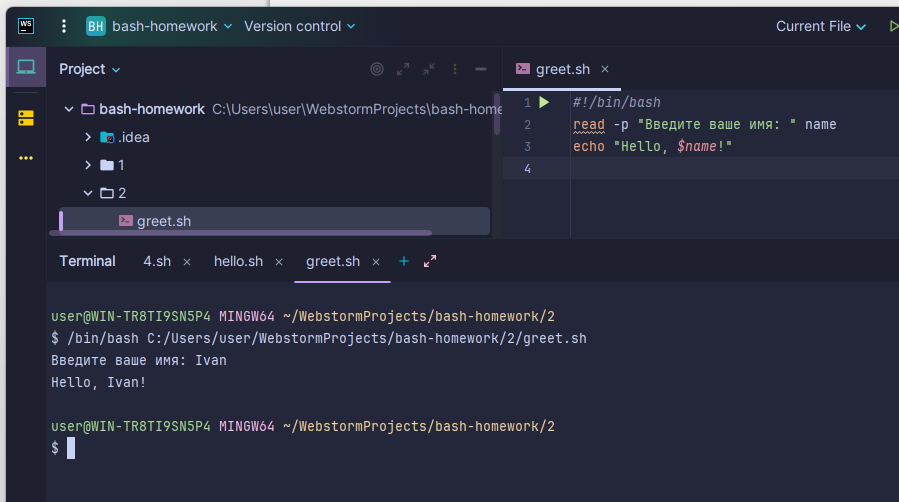 WS
BH bash-homework Version control Current File
Project
bash-homework C:\Users\user\WebstormProjects\bash-home
.idea
1
2
greet.sh
greet.sh
1 #!/bin/bash
2 read -p "Введите ваше имя: " name
3 echo "Hello, $name!"
4
Terminal 4.sh hello.sh greet.sh
user@WIN-TR8TI9SN5P4 MINGW64 ~/WebstormProjects/bash-homework/2
$ /bin/bash C:/Users/user/WebstormProjects/bash-homework/2/greet.sh
Введите ваше имя: Ivan
Hello, Ivan!
user@WIN-TR8TI9SN5P4 MINGW64 ~/WebstormProjects/bash-homework/2
$